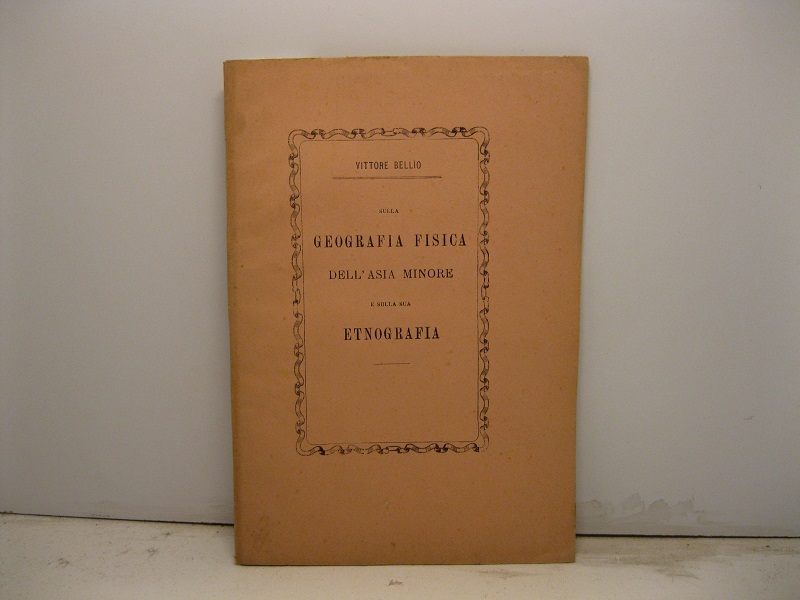 VITTORE BELLIO
SULLA
GEOGRAFIA FISICA
DELL'ASIA MINORE
E SULLA SUA
ETNOGRAFIA